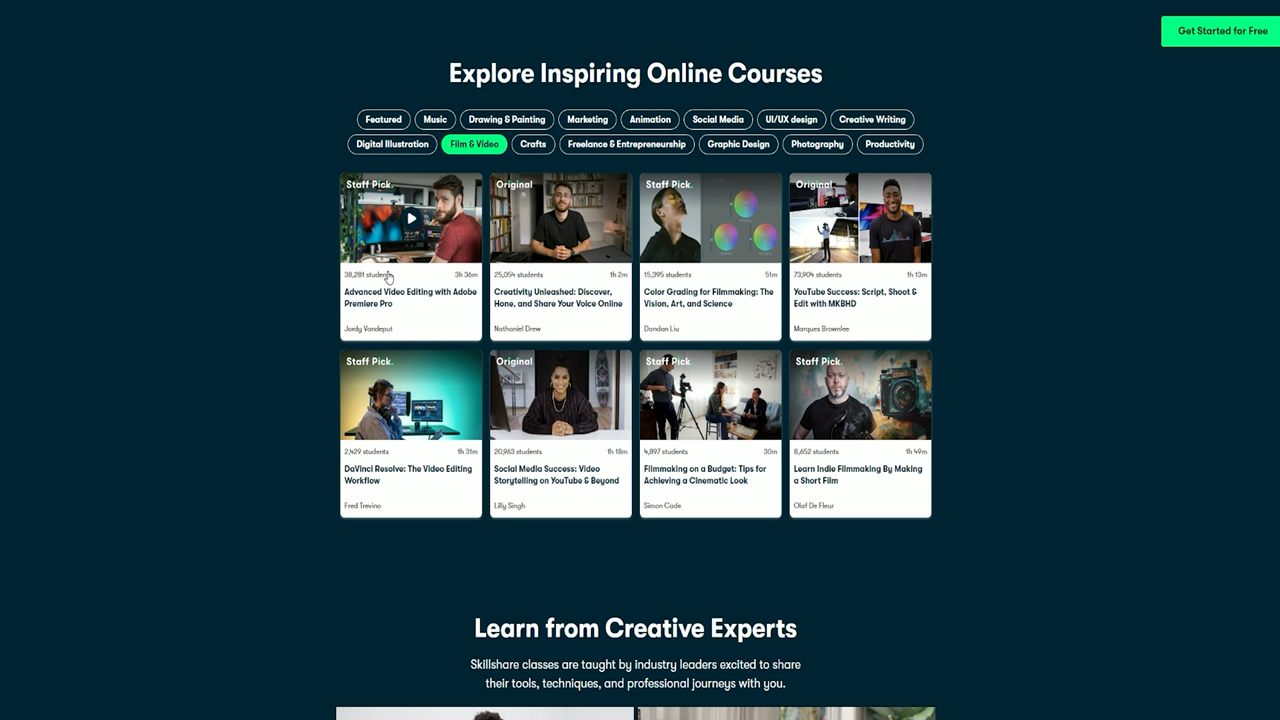 Get Started for Free
Explore Inspiring Online Courses
Featured Music Drawing & Painting Marketing Animation Social Media UI/UX design Creative Writing
Digital Illustration Film & Video Crafts Freelance & Entrepreneurship Graphic Design Photography Productivity
Staff Pick.
38,281 students 3h 36m
Advanced Video Editing with Adobe
Premiere Pro
Jordy Vandeput
Original
25,054 students 1h 2m
Creativity Unleashed: Discover,
Hone, and Share Your Voice Online
Nathaniel Drew
Staff Pick.
15,395 students 51m
Color Grading for Filmmaking: The
Vision, Art, and Science
Dandan Liu
Original
73,904 students 1h 13m
YouTube Success: Script, Shoot &
Edit with MKBHD
Marques Brownlee
Staff Pick.
2,429 students 1h 31m
DaVinci Resolve: The Video Editing
Workflow
Fred Trevino
Original
20,963 students 1h 18m
Social Media Success: Video
Storytelling on YouTube & Beyond
Lilly Singh
Staff Pick.
4,897 students 30m
Filmmaking on a Budget: Tips for
Achieving a Cinematic Look
Simon Cade
Staff Pick.
8,652 students 1h 49m
Learn Indie Filmmaking By Making
a Short Film
Olaf De Fleur
Learn from Creative Experts
Skillshare classes are taught by industry leaders excited to share
their tools, techniques, and professional journeys with you.